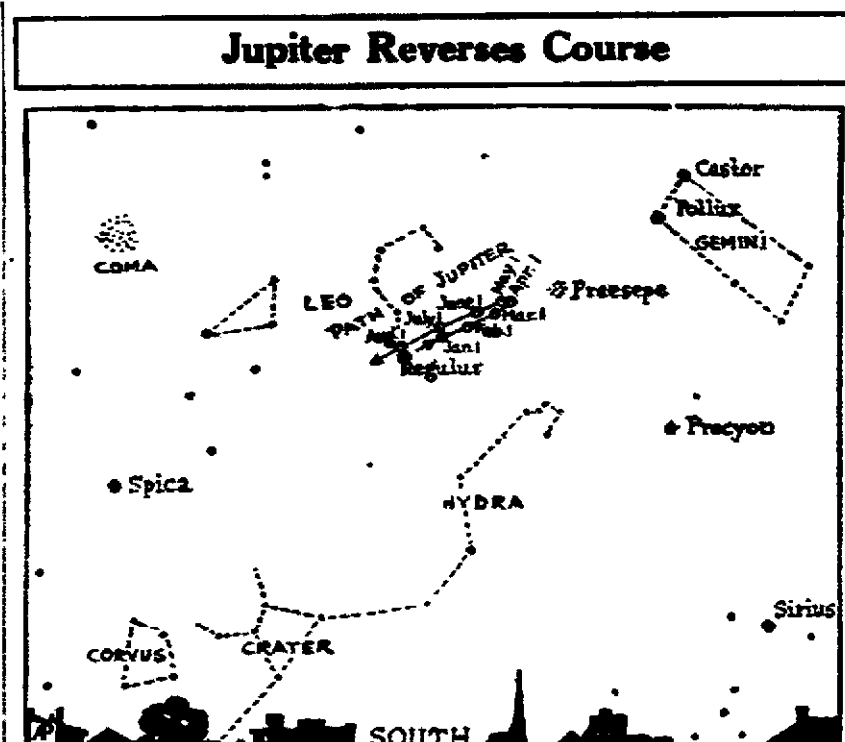 Jupiter Reverses Course
Castor
Pollux
GEMINI
COMA
LEO
PATH OF JUPITER
May 1
Apr. 1
Praesepe
June 1
Mar. 1
July 1
Feb. 1
Jan. 1
Regulus
Procyon
Spica
HYDRA
Sirius
CORVUS
CRATER
SOUTH
AP